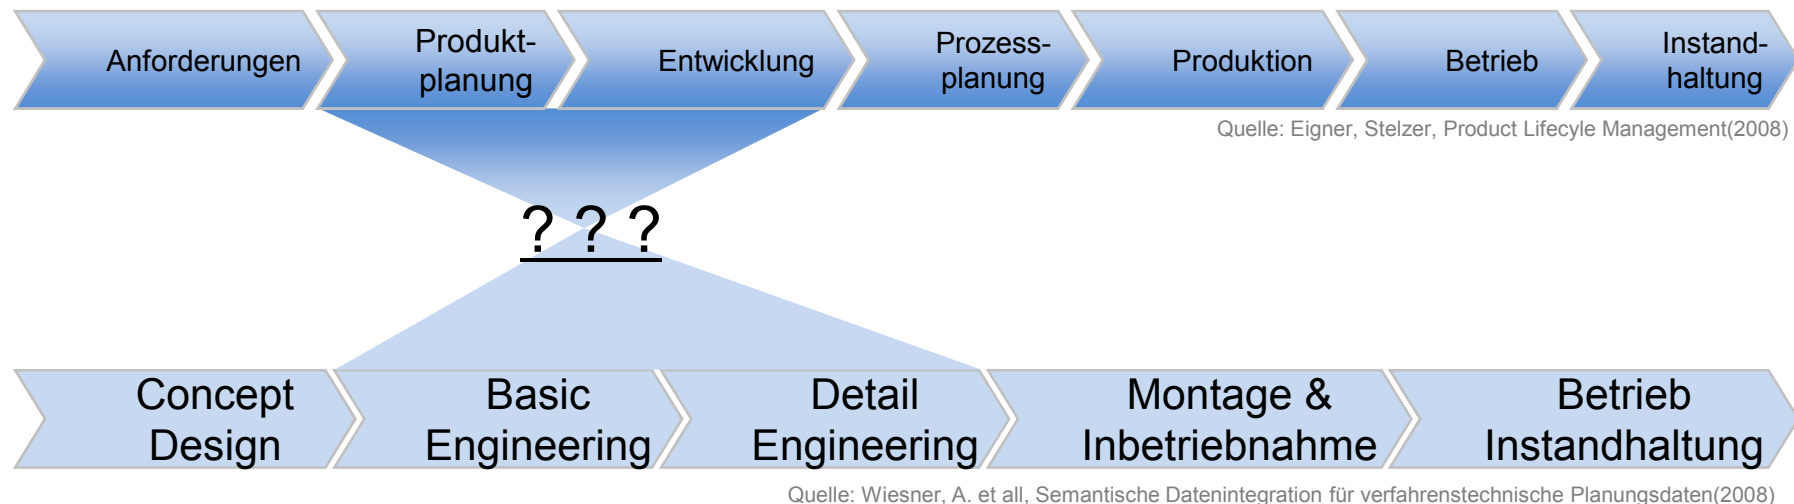 Anforderungen
Produkt-
planung
Entwicklung
Prozess-
planung
Produktion
Betrieb
Instand-
haltung
Quelle: Eigner, Stelzer, Product Lifecyle Management(2008)
? ? ?
Concept
Design
Basic
Engineering
Detail
Engineering
Montage &
Inbetriebnahme
Betrieb
Instandhaltung
Quelle: Wiesner, A. et all, Semantische Datenintegration für verfahrenstechnische Planungsdaten(2008)